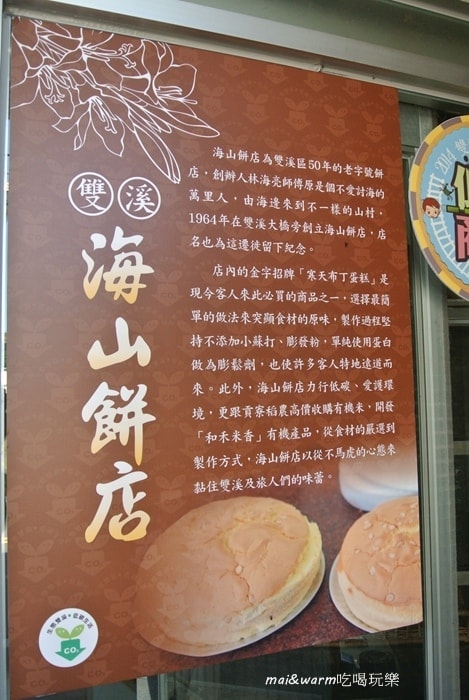 雙溪
海山餅店
海山餅店為雙溪區50年的老字號餅
店,創辦人林海亮師傅原是個不愛討海的
萬里人,由海邊來到不一樣的山村,
1964年在雙溪大橋旁創立海山餅店,店
名也為這遷徙留下紀念。
店內的金字招牌「寒天布丁蛋糕」是
現今客人來此必買的商品之一,選擇最簡
單的做法來突顯食材的原味,製作過程堅
持不添加小蘇打、膨發粉,單純使用蛋白
做為膨鬆劑,也使許多客人特地遠道而
來。此外,海山餅店力行低碳、愛護環
境,更跟貢寮稻農高價收購有機米,開發
「和禾米香」有機產品,從食材的嚴選到
製作方式,海山餅店以從不馬虎的心態來
黏住雙溪及旅人們的味蕾。
CO₂
mai&warm吃喝玩樂